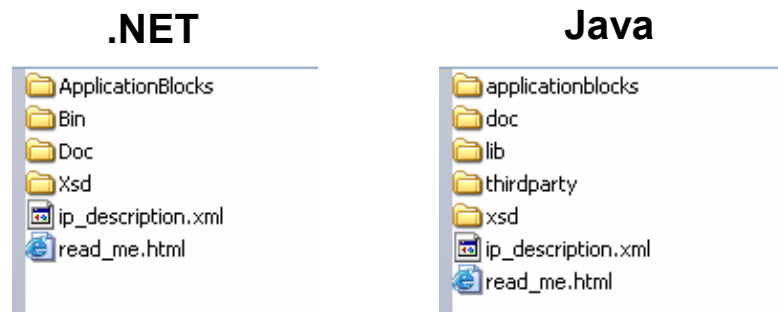 .NET
ApplicationBlocks
Bin
Doc
Xsd
ip_description.xml
read_me.html
Java
applicationblocks
doc
lib
thirdparty
xsd
ip_description.xml
read_me.html